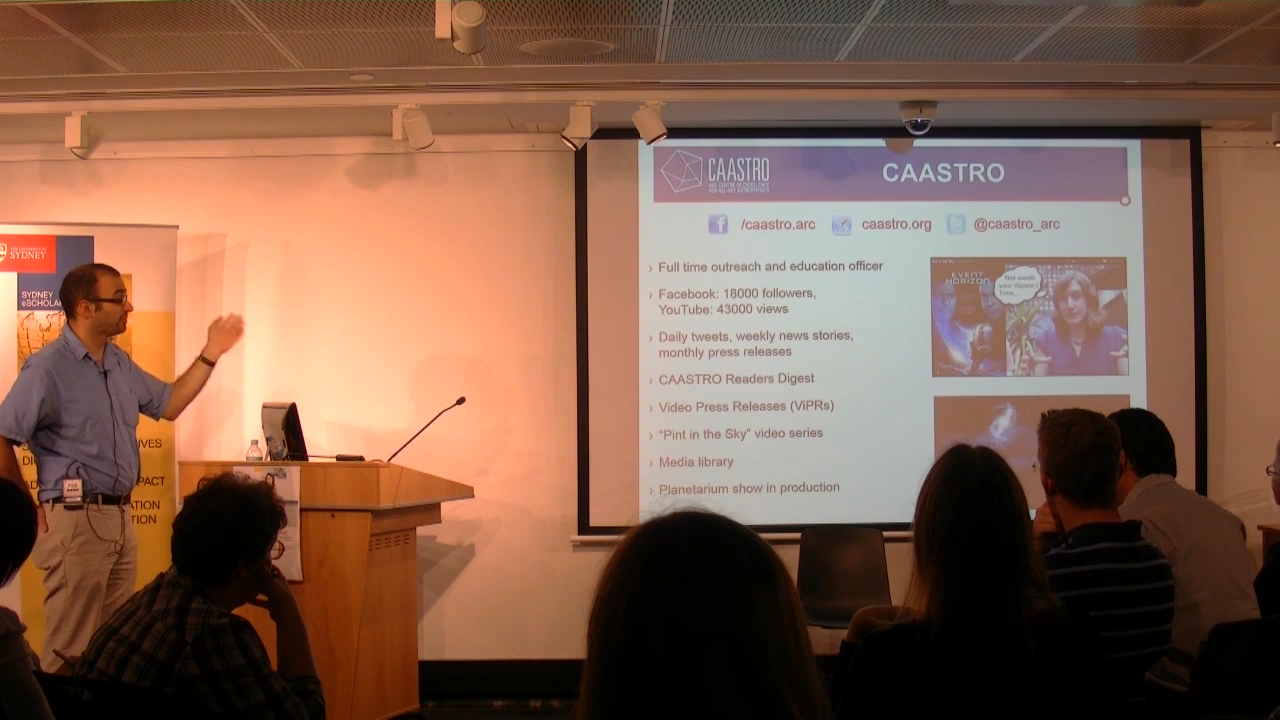 THE UNIVERSITY OF
SYDNEY
SYDNEY
IVES
PACT
ATION
TION
CAASTRO
ARC CENTRE OF EXCELLENCE
FOR ALL-SKY ASTROPHYSICS
CAASTRO
/caastro.arc caastro.org @caastro_arc
› Full time outreach and education officer
› Facebook: 18000 followers,
YouTube: 43000 views
› Daily tweets, weekly news stories,
monthly press releases
› CAASTRO Readers Digest
› Video Press Releases (ViPRs)
› “Pint in the Sky” video series
› Media library
› Planetarium show in production
EVENT
HORIZON
Not worth
your (Space)
Time...